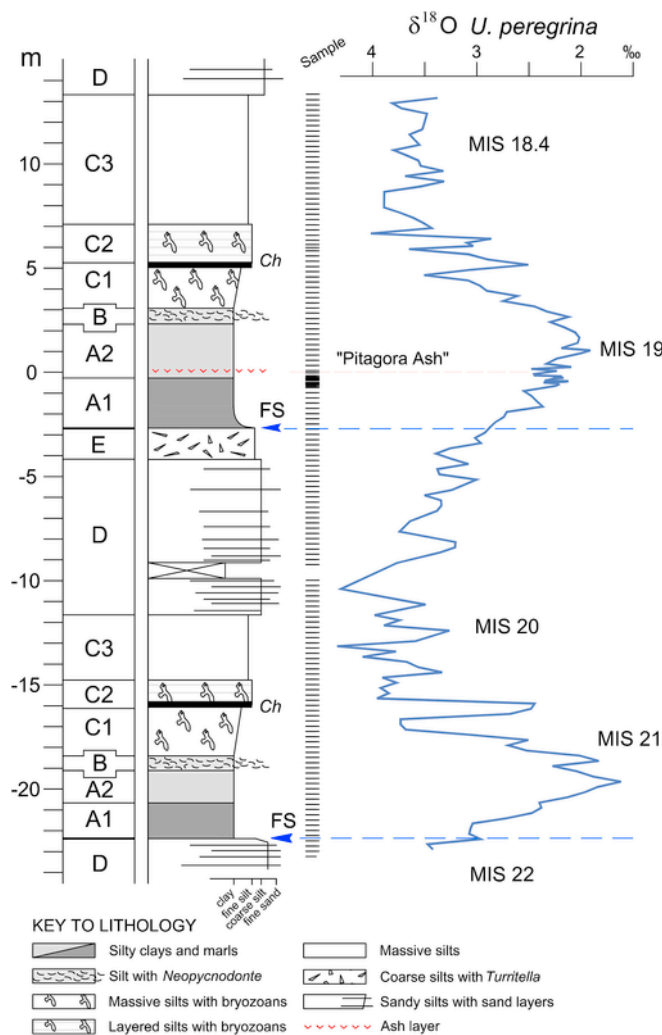 δ18O U. peregrina
m
Sample
4 3 2 ‰
D
MIS 18.4
10
C3
C2
Ch
5
C1
B
A2
"Pitagora Ash"
MIS 19
0
A1
FS
E
-5
D
-10
MIS 20
C3
-15
C2
Ch
C1
MIS 21
B
-20
A2
A1
FS
D
MIS 22
clay
fine silt
coarse silt
fine sand
KEY TO LITHOLOGY
Silty clays and marls
Massive silts
Silt with Neopycnodonte
Coarse silts with Turritella
Massive silts with bryozoans
Sandy silts with sand layers
Layered silts with bryozoans
Ash layer